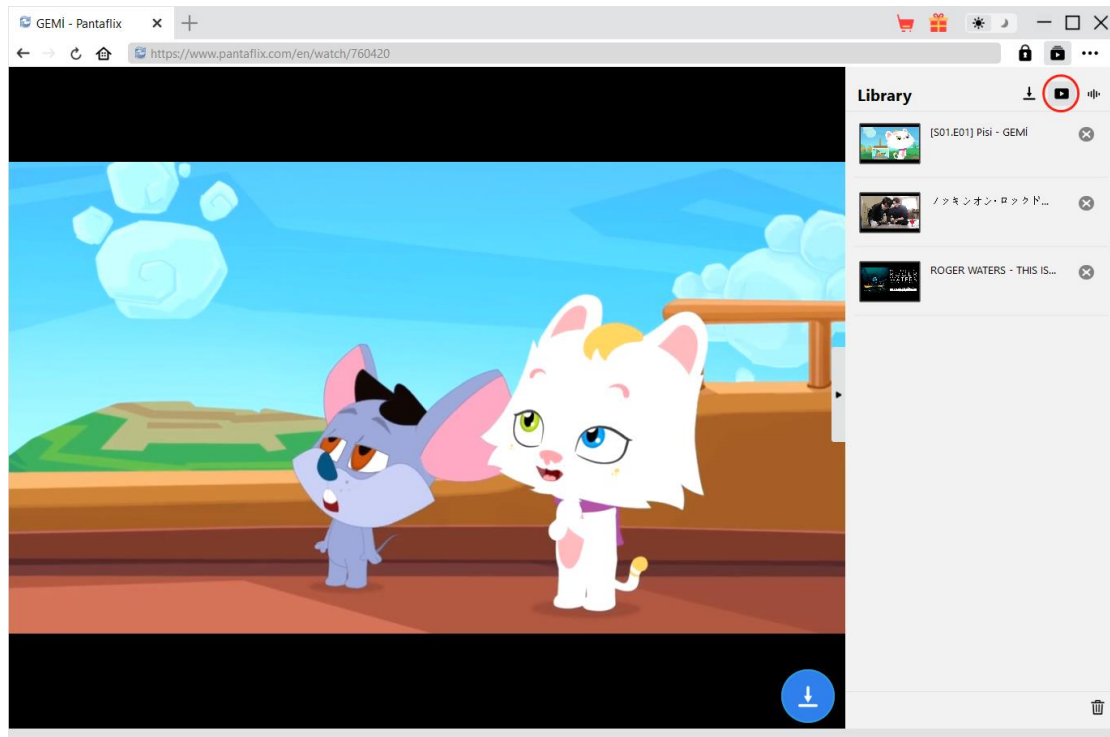 GEMİ - Pantaflix
https://www.pantaflix.com/en/watch/760420
Library
[S01.E01] Pisi - GEMİ
ノッキンオン・ロックド...
ROGER WATERS - THIS IS...